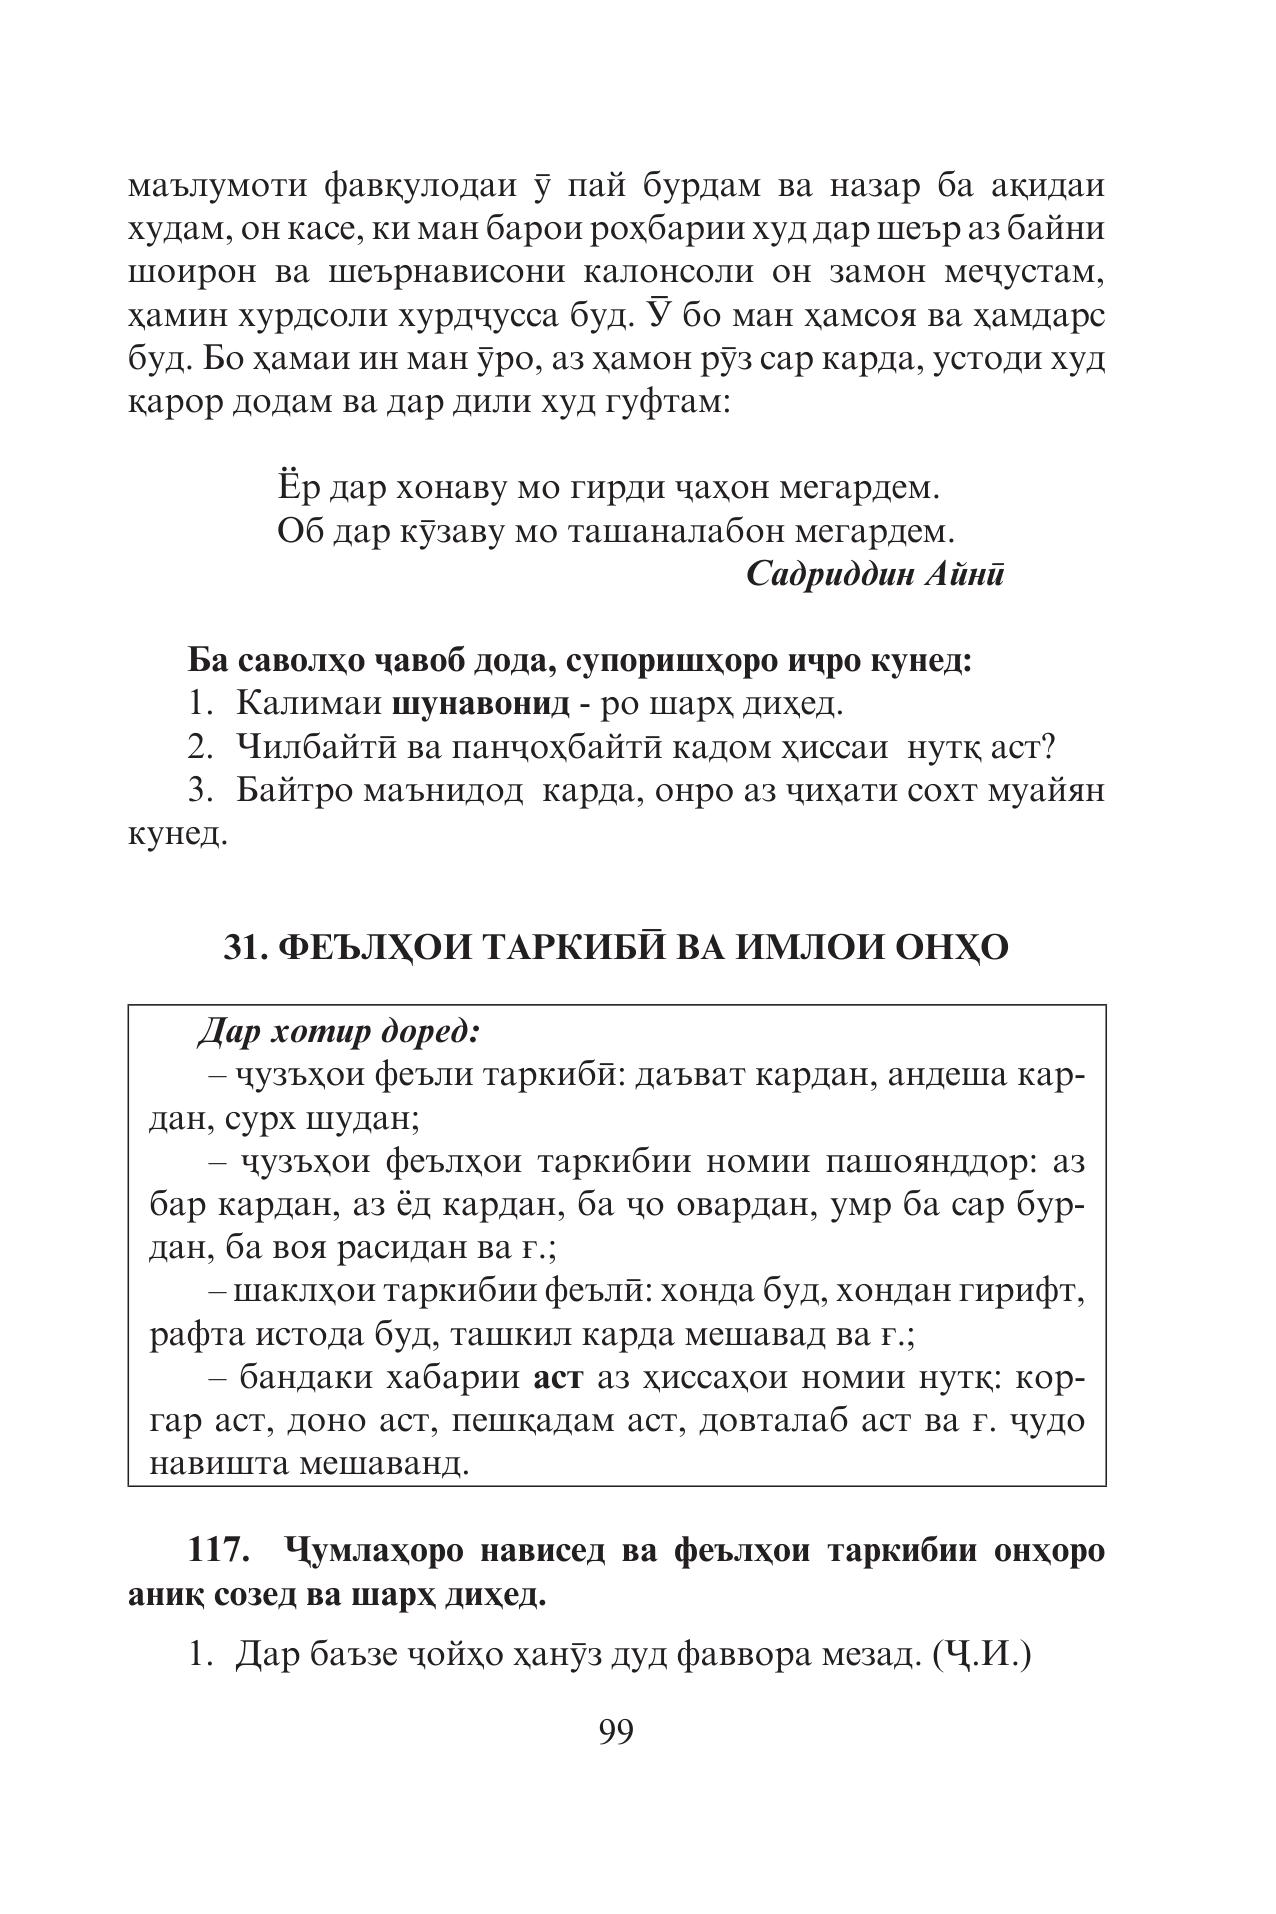 маълумоти фавқулодаи ӯ пай бурдам ва назар ба ақидаи
худам, он касе, ки ман барои роҳбарии худ дар шеър аз байни
шоирон ва шеърнависони калонсоли он замон меҷустам,
ҳамин хурдсоли хурдҷусса буд. Ӯ бо ман ҳамсоя ва ҳамдарс
буд. Бо ҳамаи ин ман ӯро, аз ҳамон рӯз сар карда, устоди худ
қарор додам ва дар дили худ гуфтам:
Ёр дар хонаву мо гирди ҷаҳон мегардем.
Об дар кӯзаву мо ташаналабон мегардем.
Садриддин Айнӣ
Ба саволҳо ҷавоб дода, супоришҳоро иҷро кунед:
1. Калимаи шунавонид - ро шарҳ диҳед.
2. Чилбайтӣ ва панҷоҳбайтӣ кадом ҳиссаи нутқ аст?
3. Байтро маънидод карда, онро аз ҷиҳати сохт муайян
кунед.
31. ФЕЪЛҲОИ ТАРКИБӢ ВА ИМЛОИ ОНҲО
Дар хотир доред:
– ҷузъҳои феъли таркибӣ: даъват кардан, андеша кар-
дан, сурх шудан;
– ҷузъҳои феълҳои таркибии номии пашояндддор: аз
бар кардан, аз ёд кардан, ба ҷо овардан, умр ба сар бур-
дан, ба воя расидан ва ғ.;
– шаклҳои таркибии феълӣ: хонда буд, хондан гирифт,
рафта истода буд, ташкил карда мешавад ва ғ.;
– бандаки хабарии аст аз ҳиссаҳои номии нутқ: кор-
гар аст, доно аст, пешқадам аст, довталаб аст ва ғ. ҷудо
навишта мешаванд.
117. Ҷумлаҳоро нависед ва феълҳои таркибии онҳоро
аниқ созед ва шарҳ диҳед.
1. Дар баъзе ҷойҳо ҳанӯз дуд фаввора мезад. (Ҷ.И.)
99